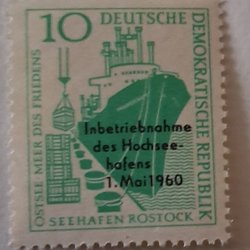 10
DEUTSCHE
DEMOKRATISCHE REPUBLIK
OSTSEE MEER DES FRIEDENS
Inbetriebnahme
des Hochsee-
hafens
1. Mai 1960
SEEHAFEN ROSTOCK